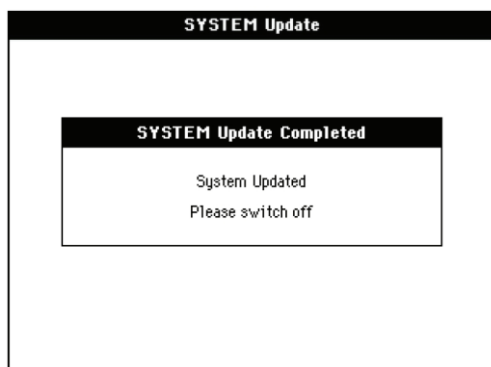 SYSTEM Update
SYSTEM Update Completed
System Updated
Please switch off